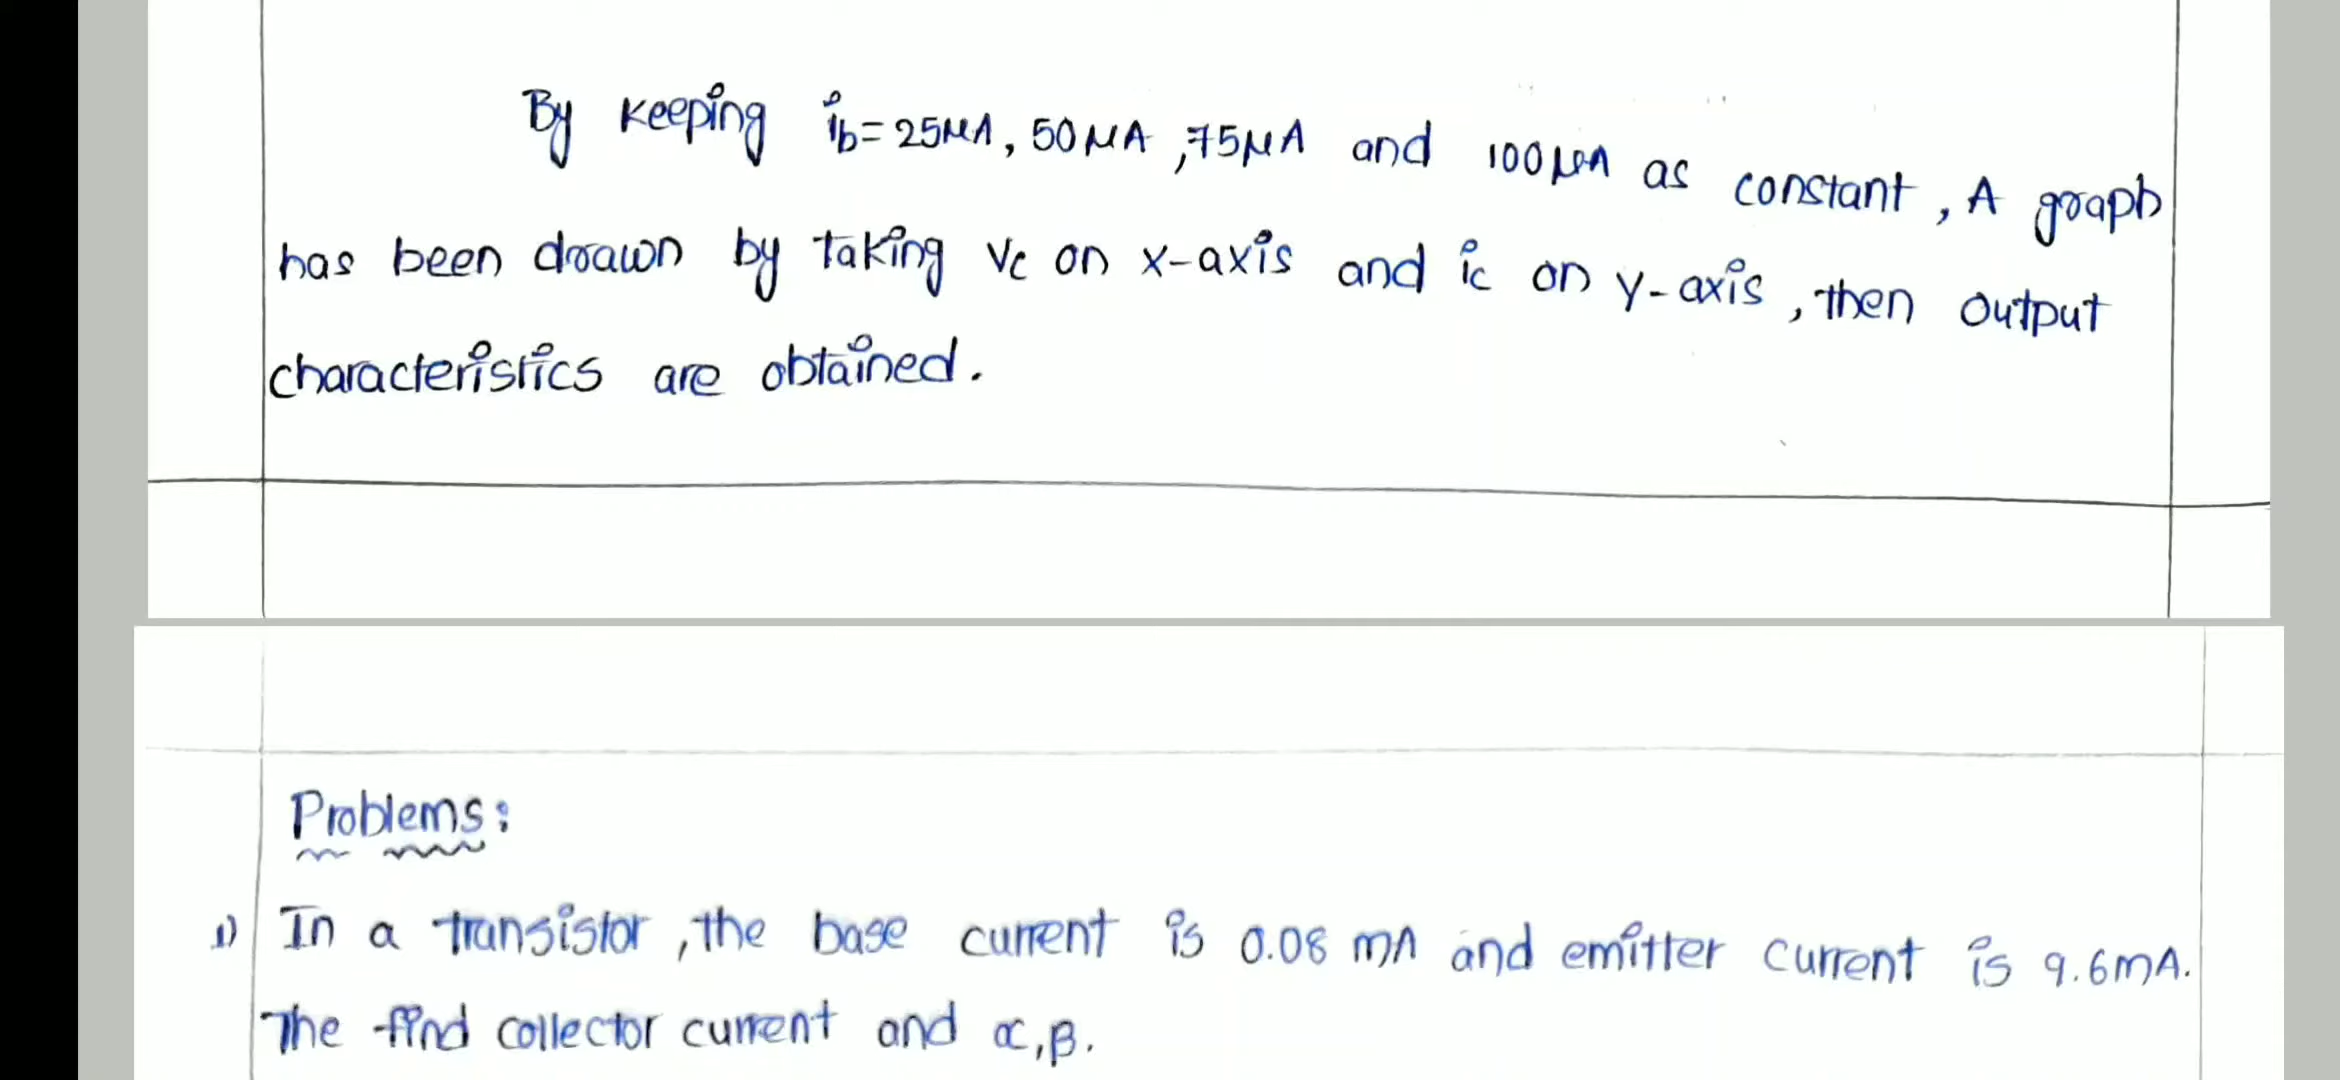 By keeping ib=25μA, 50μA, 75μA and 100μA as constant, A graph
has been drawn by taking Vc on x-axis and ic on y-axis, then output
characteristics are obtained.
Problems:
1) In a transistor, the base current is 0.08 mA and emitter current is 9.6mA.
The find collector current and α, β.